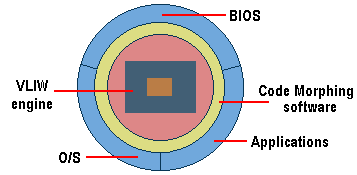 BIOS
VLIW
engine
Code Morphing
software
Applications
O/S